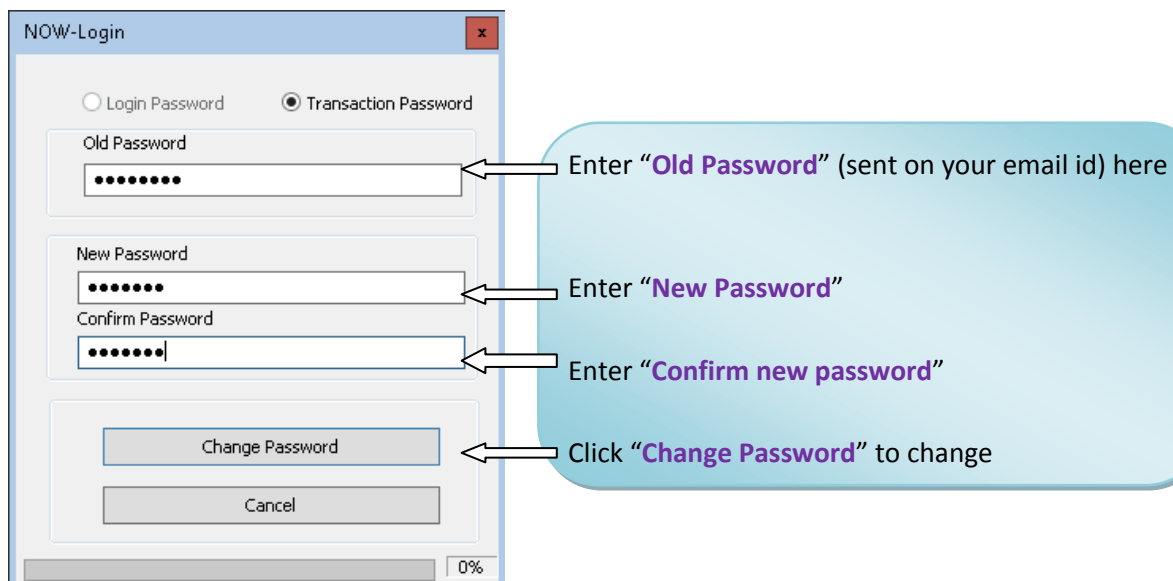 NOW-Login
x
Login Password Transaction Password
Old Password
●●●●●●●●
Enter “Old Password” (sent on your email id) here
New Password
●●●●●●●
Enter “New Password”
Confirm Password
●●●●●●●
Enter “Confirm new password”
Change Password
Click “Change Password” to change
Cancel
0%